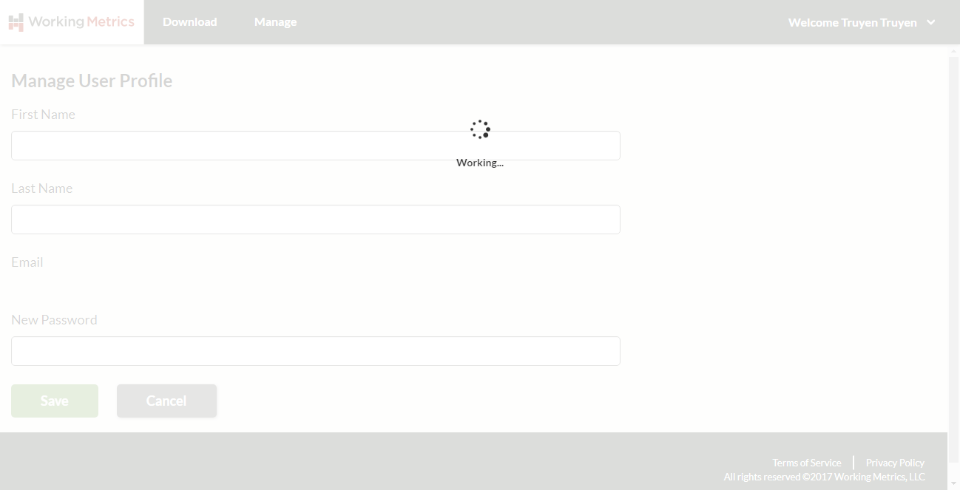 Working Metrics
Download
Manage
Welcome Truyen Truyen
Manage User Profile
First Name
Working...
Last Name
Email
New Password
Save
Cancel
Terms of Service
Privacy Policy
All rights reserved ©2017 Working Metrics, LLC